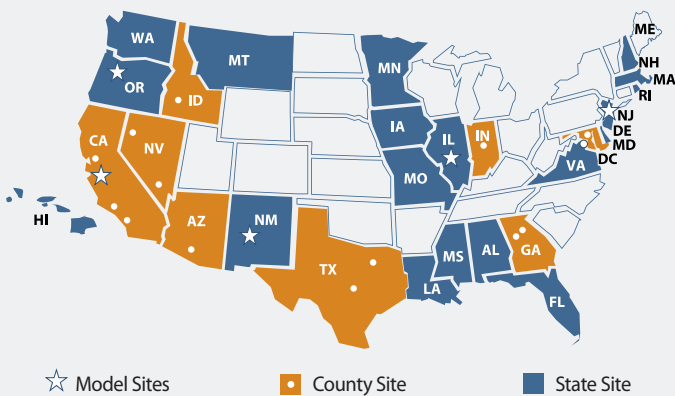 WA
MT
ME
MN
NH
OR
ID
MA
RI
IA
NJ
CA
NV
IL
IN
DE
MD
DC
MO
VA
HI
AZ
NM
TX
MS
AL
GA
LA
FL
Model Sites
County Site
State Site